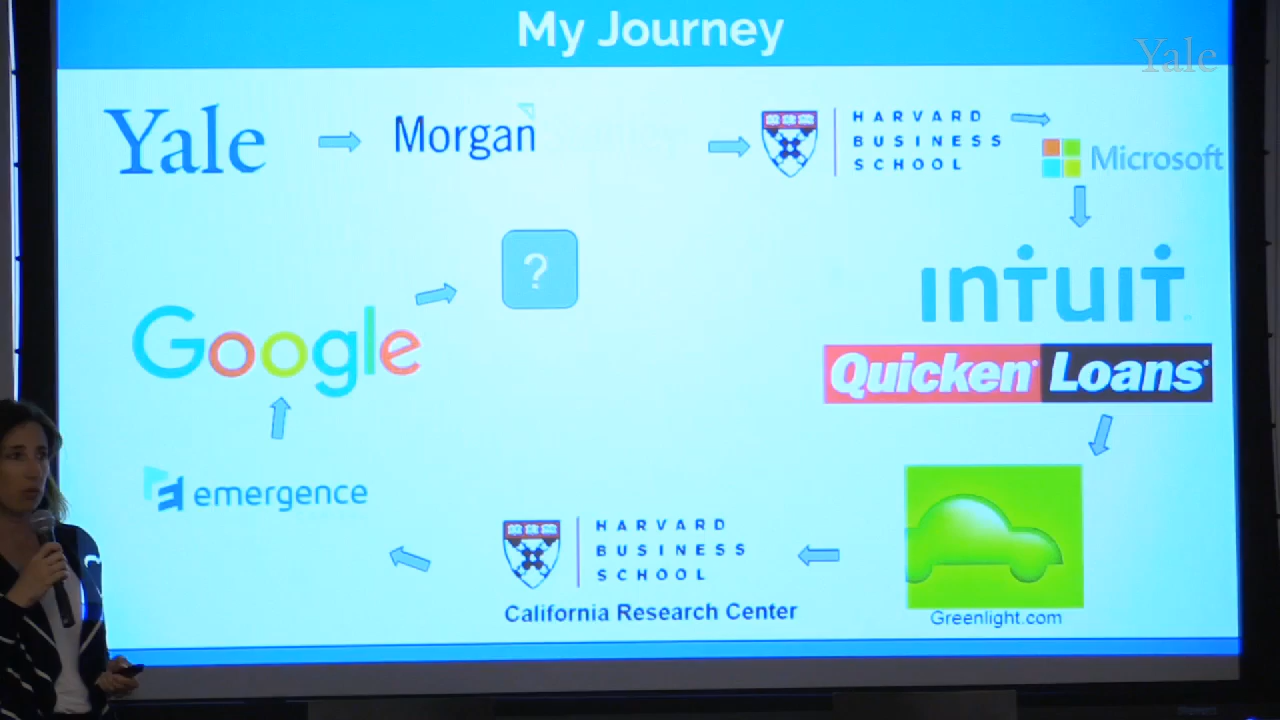 My Journey
Yale
Yale
Morgan
HARVARD
BUSINESS
SCHOOL
Microsoft
?
intuit
Google
Quicken Loans
emergence
HARVARD
BUSINESS
SCHOOL
California Research Center
Greenlight.com